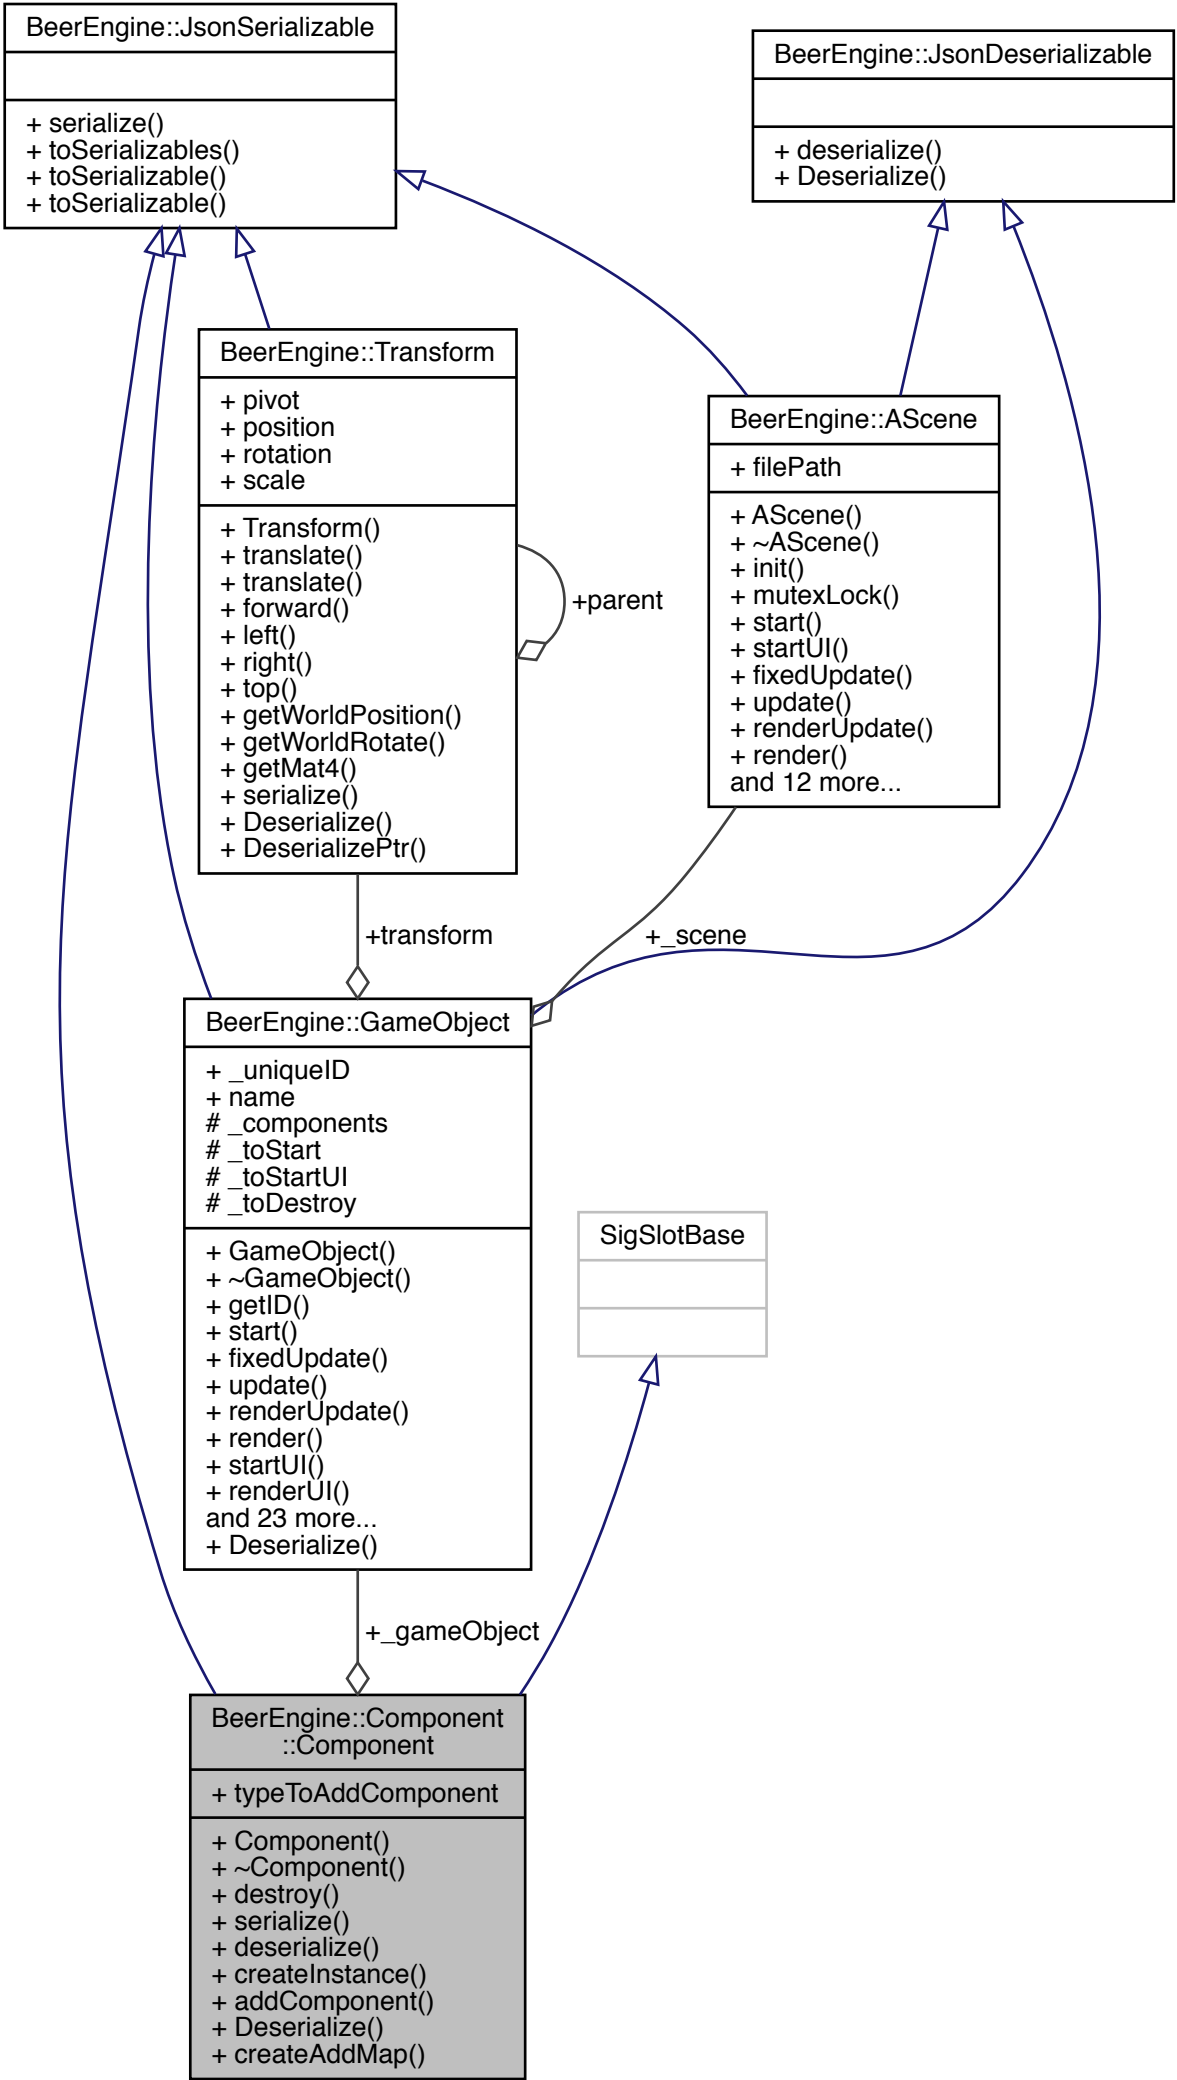 BeerEngine::JsonSerializable
+ serialize()
+ toSerializables()
+ toSerializable()
+ toSerializable()
BeerEngine::JsonDeserializable
+ deserialize()
+ Deserialize()
BeerEngine::Transform
+ pivot
+ position
+ rotation
+ scale
+ Transform()
+ translate()
+ translate()
+ forward()
+ left()
+ right()
+ top()
+ getWorldPosition()
+ getWorldRotate()
+ getMat4()
+ serialize()
+ Deserialize()
+ DeserializePtr()
+parent
BeerEngine::AScene
+ filePath
+ AScene()
+ ~AScene()
+ init()
+ mutexLock()
+ start()
+ startUI()
+ fixedUpdate()
+ update()
+ renderUpdate()
+ render()
and 12 more...
+transform
+_scene
BeerEngine::GameObject
+ _uniqueID
+ name
# _components
# _toStart
# _toStartUI
# _toDestroy
+ GameObject()
+ ~GameObject()
+ getID()
+ start()
+ fixedUpdate()
+ update()
+ renderUpdate()
+ render()
+ startUI()
+ renderUI()
and 23 more...
+ Deserialize()
SigSlotBase
+_gameObject
BeerEngine::Component
::Component
+ typeToAddComponent
+ Component()
+ ~Component()
+ destroy()
+ serialize()
+ deserialize()
+ createInstance()
+ addComponent()
+ Deserialize()
+ createAddMap()